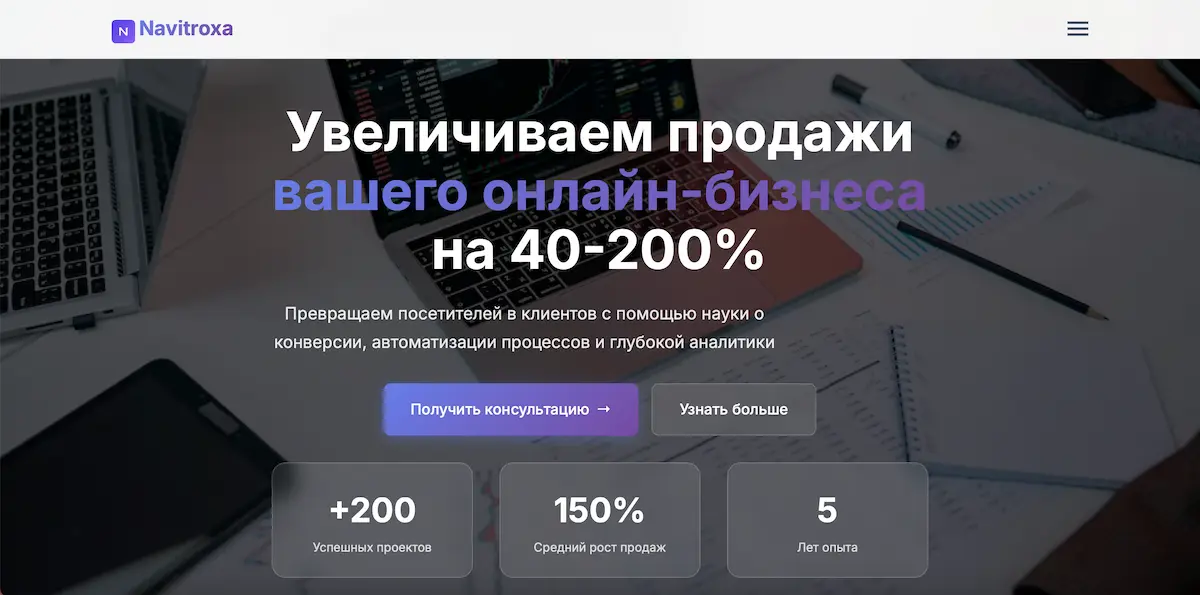 N Navitroxa
Увеличиваем продажи
вашего онлайн-бизнеса
на 40-200%
Превращаем посетителей в клиентов с помощью науки о
конверсии, автоматизации процессов и глубокой аналитики
Получить консультацию →
Узнать больше
+200
Успешных проектов
150%
Средний рост продаж
5
Лет опыта